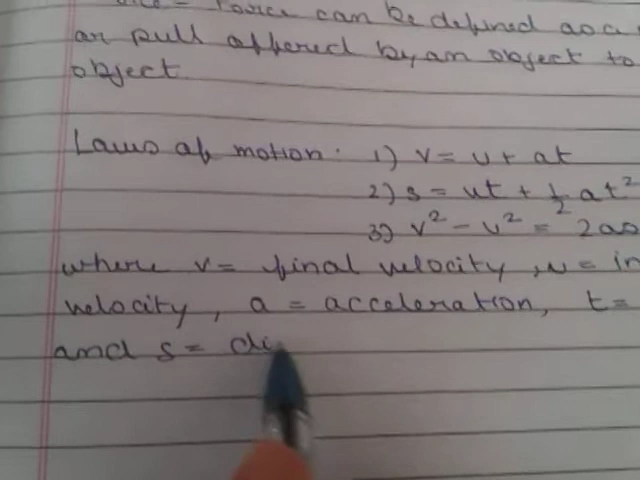 = Force can be defined as a
or pull offered by an object to
object
Laws of motion : 1) v = u + at
2) s = ut + 1/2 at²
3) v² - u² = 2as
where v = final velocity, u = in
velocity, a = acceleration, t =
and s = di